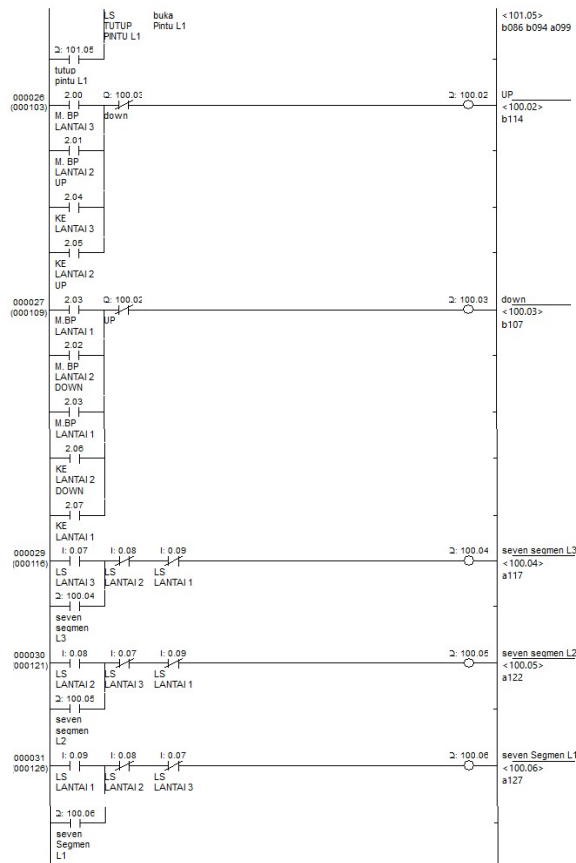 LS buka <101.05>
TUTUP Pintu L1 b086 b094 a099
PINTU L1
Q: 101.05
tutup
pintu L1
000026 2.00 Q: 100.03 Q: 100.02 UP
(000103) M. BP down <100.02>
LANTAI 3 b114
2.01
M. BP
LANTAI 2
UP
2.04
KE
LANTAI 3
2.05
KE
LANTAI 2
UP
000027 2.03 Q: 100.02 Q: 100.03 down
(000109) M.BP UP <100.03>
LANTAI 1 b107
2.02
M. BP
LANTAI 2
DOWN
2.03
M.BP
LANTAI 1
2.06
KE
LANTAI 2
DOWN
2.07
KE
LANTAI 1
000029 I: 0.07 I: 0.08 I: 0.09 Q: 100.04 seven seqmen L3
(000116) LS LS LS <100.04>
LANTAI 3 LANTAI 2 LANTAI 1 a117
Q: 100.04
seven
seqmen
L3
000030 I: 0.08 I: 0.07 I: 0.09 Q: 100.05 seven seqmen L2
(000121) LS LS LS <100.05>
LANTAI 2 LANTAI 3 LANTAI 1 a122
Q: 100.05
seven
seqmen
L2
000031 I: 0.09 I: 0.08 I: 0.07 Q: 100.06 seven Segmen L1
(000126) LS LS LS <100.06>
LANTAI 1 LANTAI 2 LANTAI 3 a127
Q: 100.06
seven
Segmen
L1